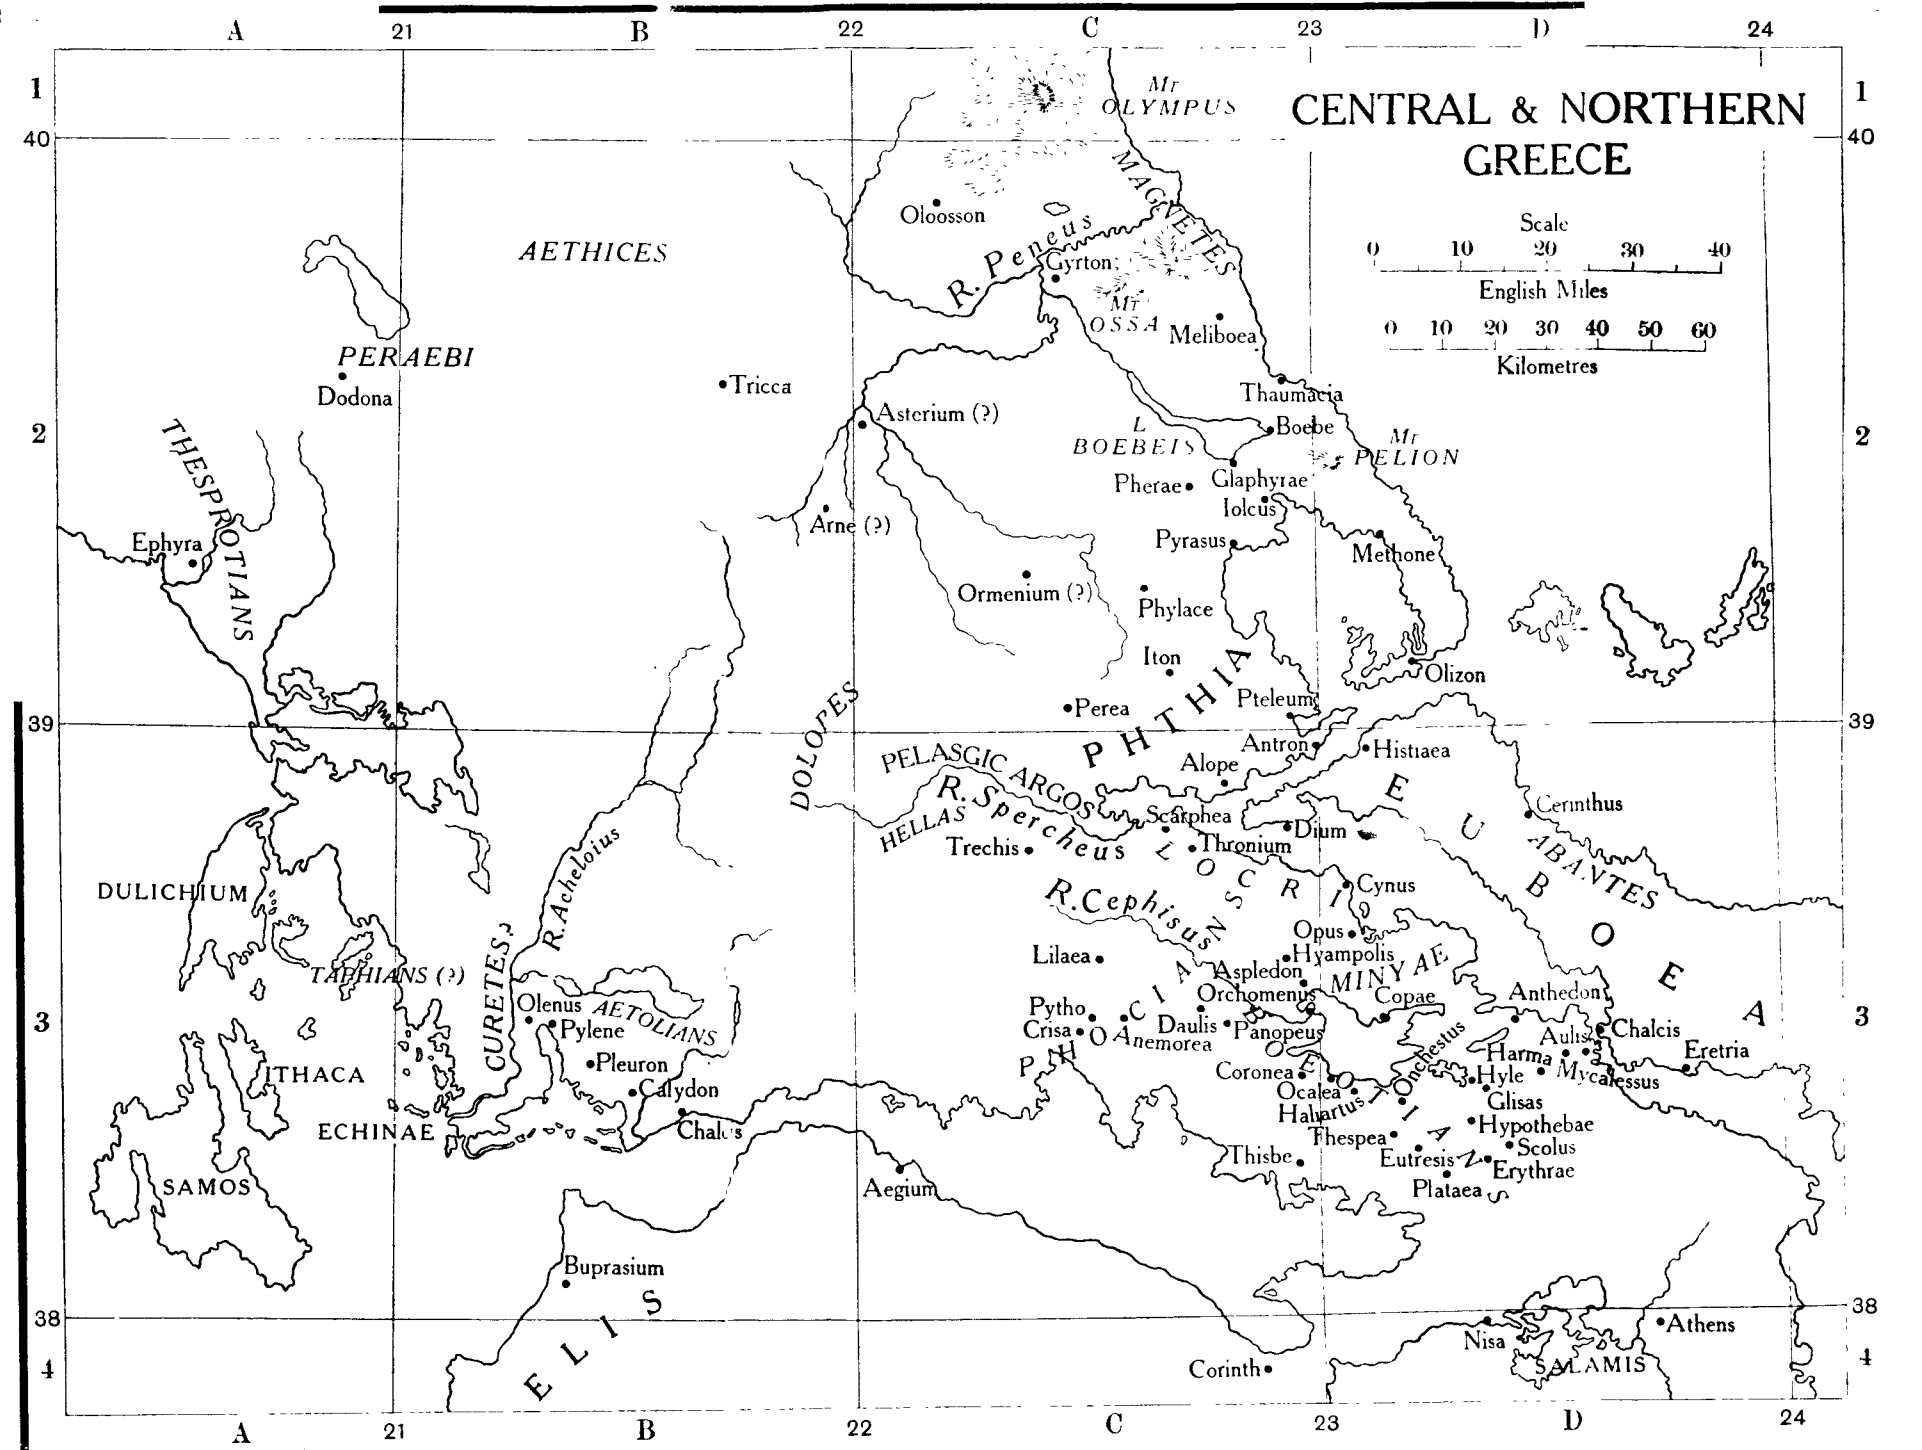 A 21 B 22 C 23 D 24
1 1
40 40
CENTRAL & NORTHERN
GREECE
Scale
0 10 20 30 40
English Miles
0 10 20 30 40 50 60
Kilometres
MT
OLYMPUS
MAGNETES
Oloosson
R. Peneus
Gyrton
AETHICES
MT
OSSA
Meliboea
PERAEBI
Dodona
Tricca
Thaumacia
Asterium (?)
Boebe
2 2
L
BOEBEIS
MT
PELION
THESPROTIANS
Pherae
Glaphyrae
Iolcus
Arne (?)
Ephyra
Pyrasus
Methone
Ormenium (?)
Phylace
Iton
Olizon
Pteleum
Perea
PHTHIA
39 39
DOLOPES
Antron
Histiaea
PELASGIC ARGOS
Alope
R. Spercheus
HELLAS
Scarphea
Cerinthus
Dium
Trechis
Thronium
EUBOEA
ABANTES
LOCRIANS
R. Acheloius
DULICHIUM
R. Cephisus
Cynus
Opus
Lilaea
Hyampolis
MINYAE
TAPHIANS (?)
CURETES?
Aspledon
Orchomenus
Copae
Anthedon
Olenus
AETOLIANS
Pylene
3 3
Pytho
Crisa
Anemorea
Daulis
Panopeus
Chalcis
Aulis
PHOCIANS
BOEOTIANS
Onchestus
Harma
Mycalessus
Eretria
Pleuron
ITHACA
Calydon
Coronea
Ocalea
Haliartus
Hyle
Glisas
ECHINAE
Chalcis
Hypothebae
Thespea
Scolus
Thisbe
Eutresis
Erythrae
SAMOS
Aegium
Plataea
Buprasium
ELIS
38 38
Nisa
Athens
SALAMIS
Corinth
4 4
A 21 B 22 C 23 D 24